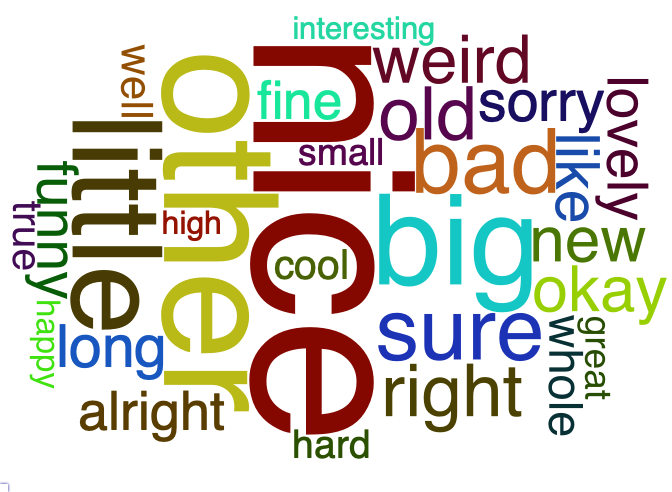 interesting
well
other
nice
weird
fine
old
sorry
lovely
little
small
bad
like
funny
true
high
big
new
cool
okay
happy
long
sure
whole
great
alright
right
hard